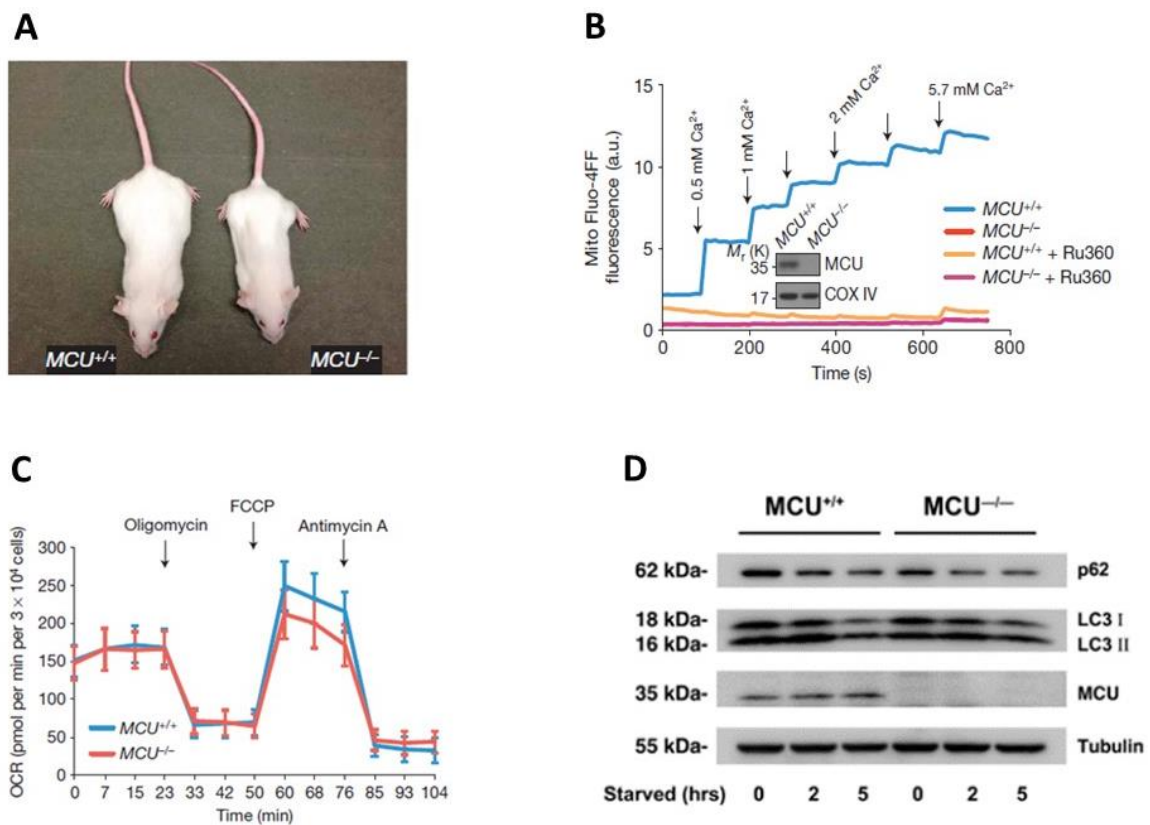 A
MCU+/+
MCU–/–
B
15
10
5
0
Mito Fluo-4FF
fluorescence (a.u.)
0.5 mM Ca2+
1 mM Ca2+
2 mM Ca2+
5.7 mM Ca2+
MCU+/+
MCU–/–
Mr (K)
35
MCU
17
COX IV
MCU+/+
MCU–/–
MCU+/+ + Ru360
MCU–/– + Ru360
0 200 400 600 800
Time (s)
C
Oligomycin
FCCP
Antimycin A
300
250
200
150
100
50
0
OCR (pmol per min per 3 × 10⁴ cells)
MCU+/+
MCU–/–
0 7 15 23 33 42 50 60 68 76 85 93 104
Time (min)
D
MCU+/+ MCU–/–
62 kDa- p62
18 kDa- LC3 I
16 kDa- LC3 II
35 kDa- MCU
55 kDa- Tubulin
Starved (hrs) 0 2 5 0 2 5